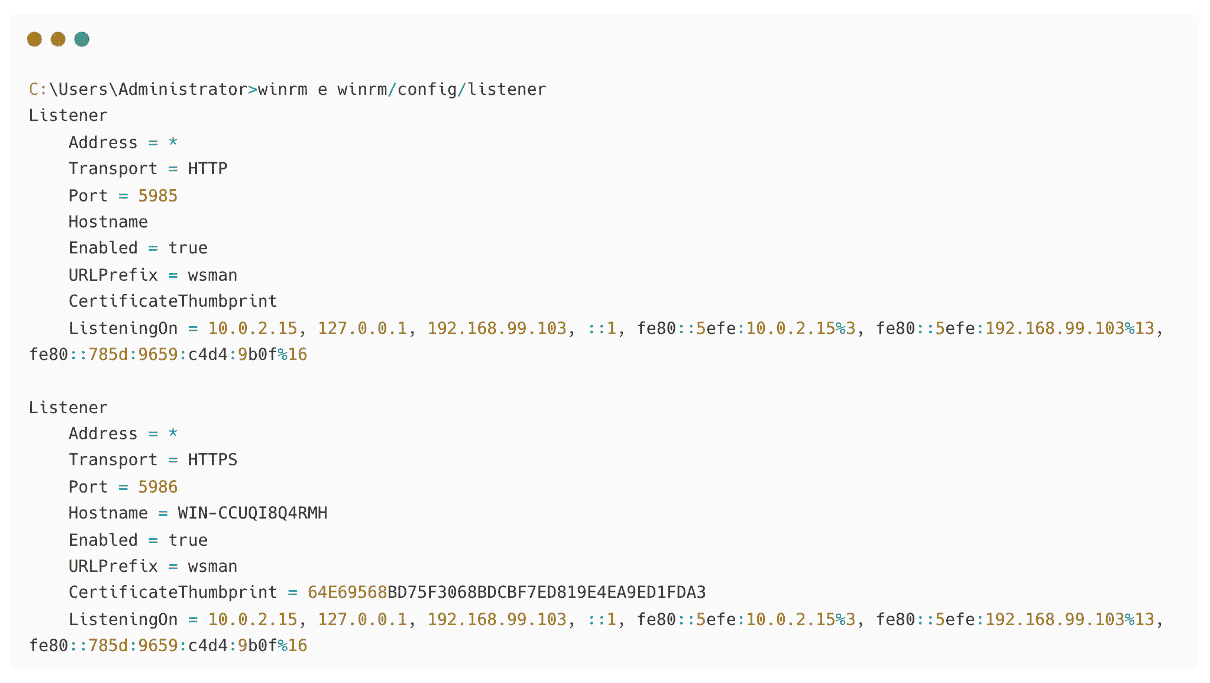 C:\Users\Administrator>winrm e winrm/config/listener
Listener
    Address = *
    Transport = HTTP
    Port = 5985
    Hostname
    Enabled = true
    URLPrefix = wsman
    CertificateThumbprint
    ListeningOn = 10.0.2.15, 127.0.0.1, 192.168.99.103, ::1, fe80::5efe:10.0.2.15%3, fe80::5efe:192.168.99.103%13,
fe80::785d:9659:c4d4:9b0f%16

Listener
    Address = *
    Transport = HTTPS
    Port = 5986
    Hostname = WIN-CCUQI8Q4RMH
    Enabled = true
    URLPrefix = wsman
    CertificateThumbprint = 64E69568BD75F3068BDCBF7ED819E4EA9ED1FDA3
    ListeningOn = 10.0.2.15, 127.0.0.1, 192.168.99.103, ::1, fe80::5efe:10.0.2.15%3, fe80::5efe:192.168.99.103%13,
fe80::785d:9659:c4d4:9b0f%16